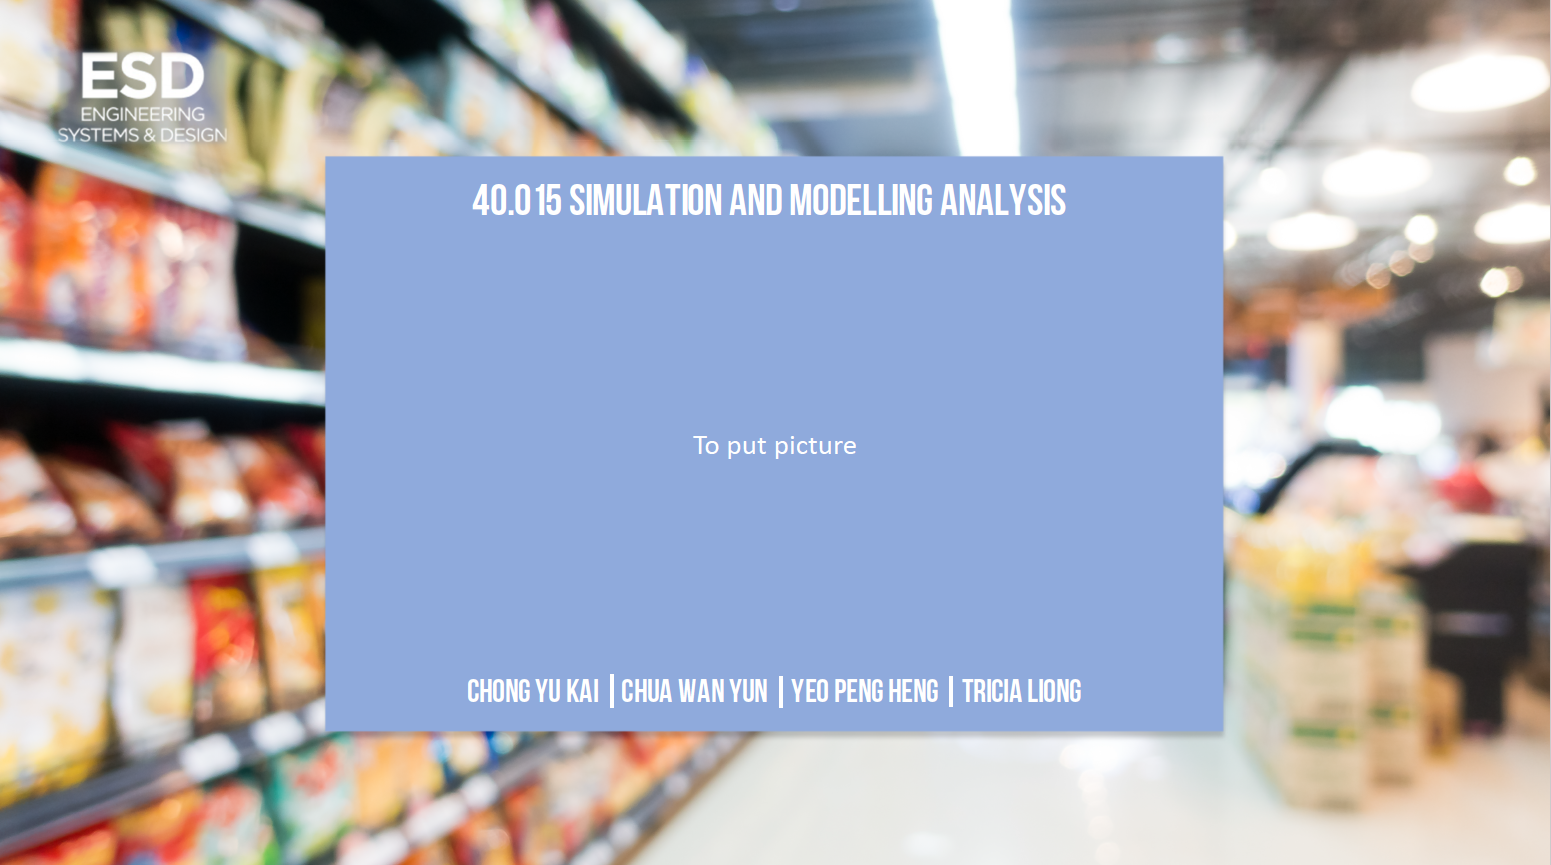 ESD
ENGINEERING
SYSTEMS & DESIGN
40.015 SIMULATION AND MODELLING ANALYSIS
To put picture
CHONG YU KAI | CHUA WAN YUN | YEO PENG HENG | TRICIA LIONG